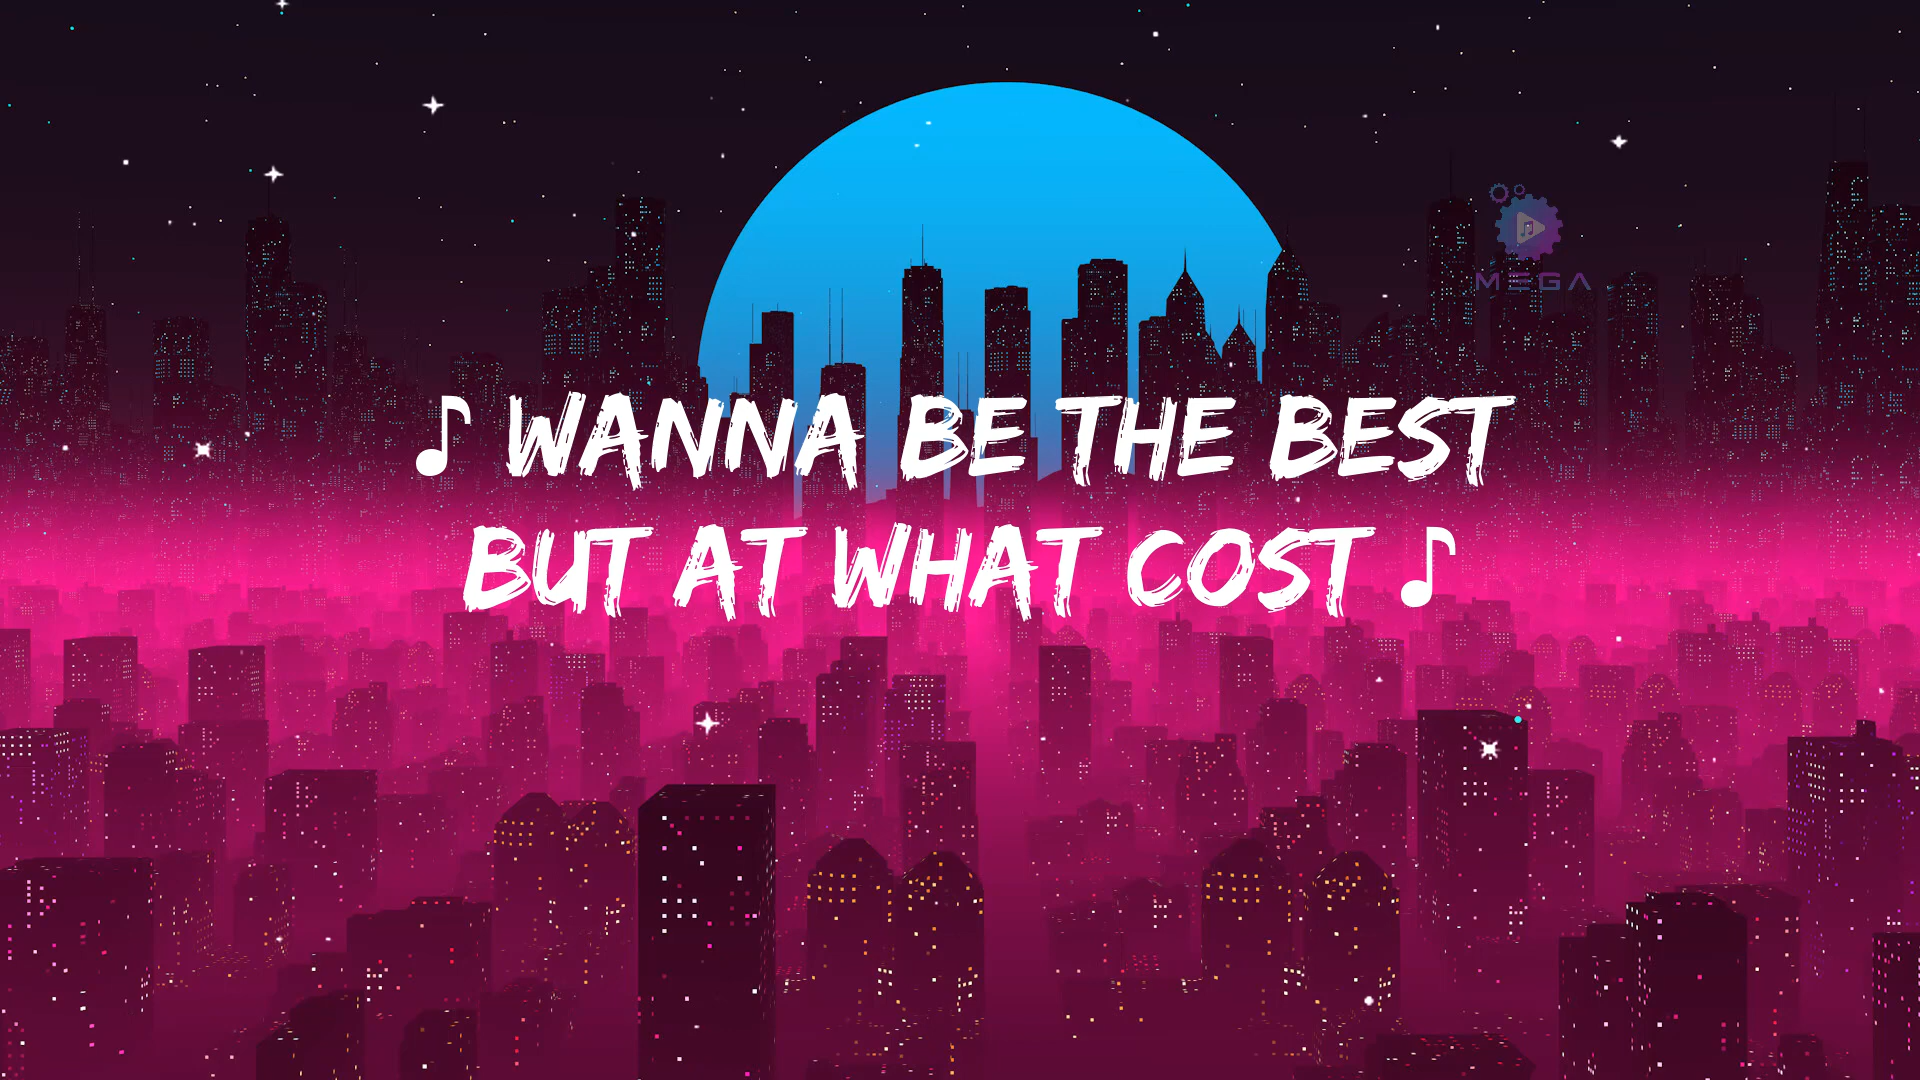 ♪ WANNA BE THE BEST
BUT AT WHAT COST ♪
MEGA